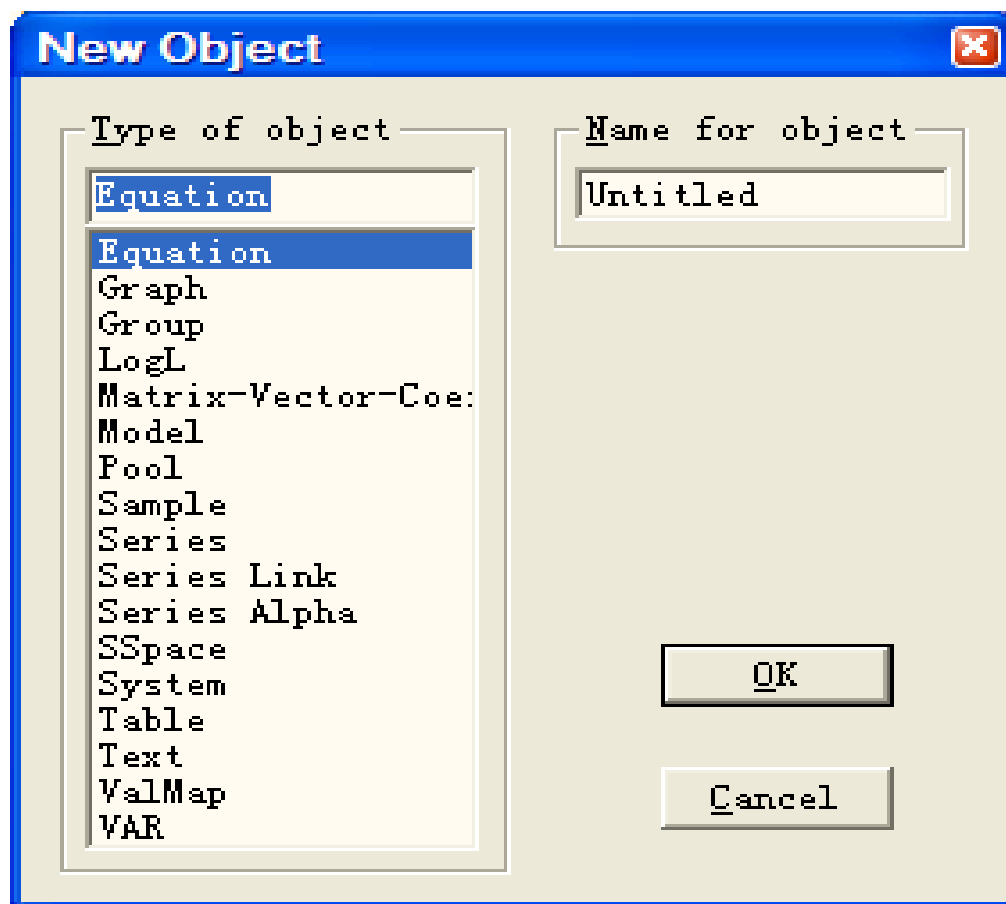 New Object
Type of object
Equation
Equation
Graph
Group
LogL
Matrix-Vector-Coe
Model
Pool
Sample
Series
Series Link
Series Alpha
SSpace
System
Table
Text
ValMap
VAR
Name for object
Untitled
OK
Cancel